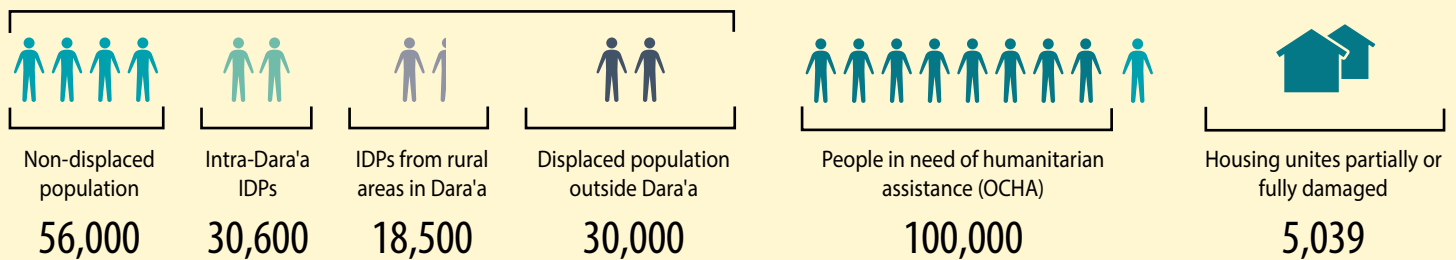 Non-displaced
population
56,000
Intra-Dara'a
IDPs
30,600
IDPs from rural
areas in Dara'a
18,500
Displaced population
outside Dara'a
30,000
People in need of humanitarian
assistance (OCHA)
100,000
Housing unites partially or
fully damaged
5,039